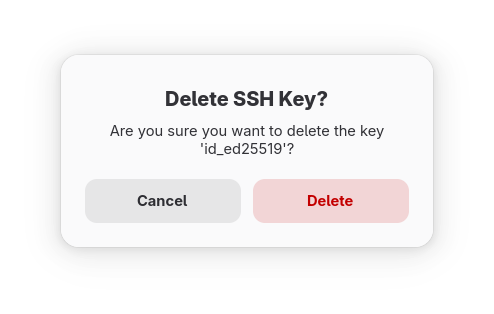 Delete SSH Key?
Are you sure you want to delete the key
'id_ed25519'?
Cancel
Delete